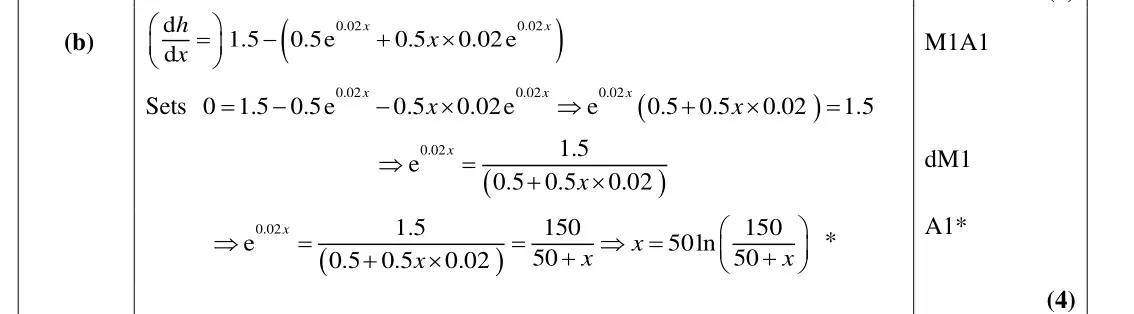 (b) (dh/dx =) 1.5 − (0.5e^{0.02x} + 0.5x × 0.02e^{0.02x}) M1A1
Sets 0 = 1.5 − 0.5e^{0.02x} − 0.5x × 0.02e^{0.02x} ⇒ e^{0.02x} (0.5 + 0.5x × 0.02) = 1.5
⇒ e^{0.02x} = 1.5/(0.5 + 0.5x × 0.02) dM1
⇒ e^{0.02x} = 1.5/(0.5 + 0.5x × 0.02) = 150/(50 + x) ⇒ x = 50 ln (150/(50 + x)) * A1*
(4)